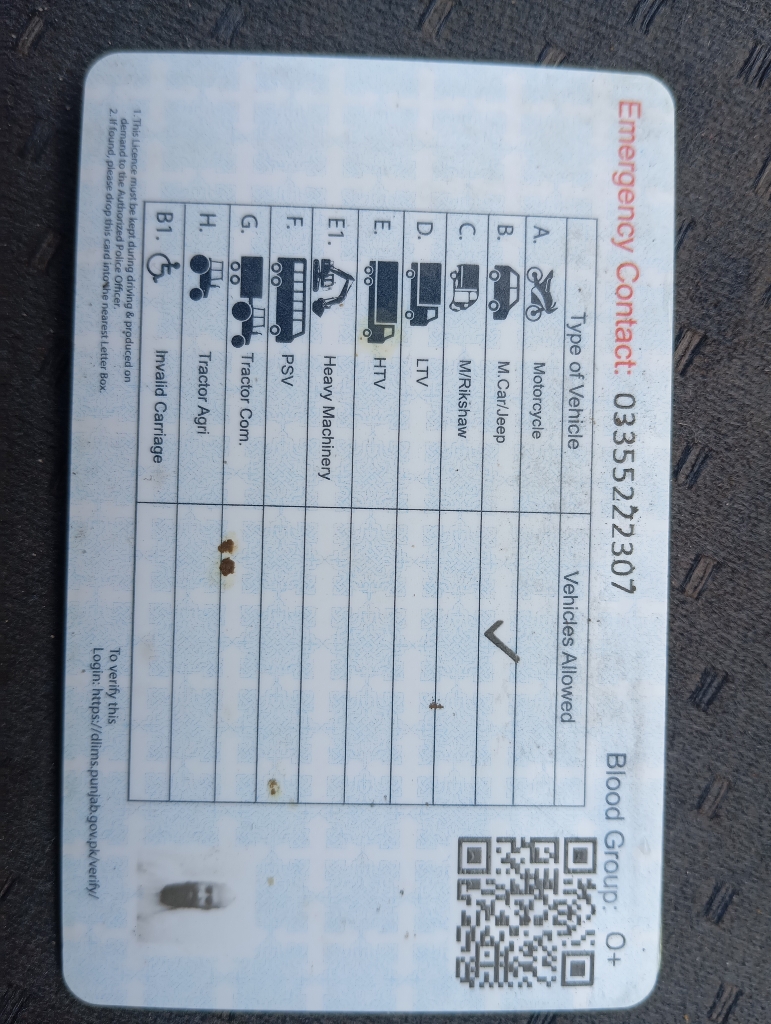 Emergency Contact: 03355222307 Blood Group: O+
Type of Vehicle Vehicles Allowed
A. Motorcycle
B. M.Car/Jeep ✓
C. M/Rikshaw
D. LTV
E. HTV
E1. Heavy Machinery
F. PSV
G. Tractor Com.
H. Tractor Agri
B1. Invalid Carriage
1.This Licence must be kept during driving & produced on
demand to the Authorized Police Officer.
2. If found, please drop this card into the nearest Letter Box.
To verify this
Login: https://dlims.punjab.gov.pk/verify/